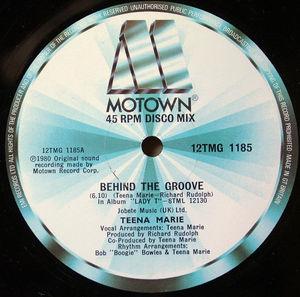 RESERVED UNAUTHORISED PUBLIC
MOTOWN®
45 RPM DISCO MIX
12TMG 1185A
℗1980 Original sound
recording made by
Motown Record Corp.
12TMG 1185
BEHIND THE GROOVE
(6.10) (Teena Marie—Richard Rudolph)
In Album "LADY T"—STML 12130
Jobete Music (UK) Ltd.
TEENA MARIE
Vocal Arrangements: Teena Marie
Produced by Richard Rudolph
Co-Produced by Teena Marie
Rhythm Arrangements:
Bob "Boogie" Bowles & Teena Marie